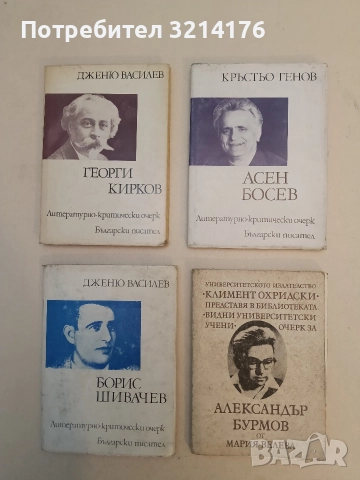 Потребител 3214176
ДЖЕНЮ ВАСИЛЕВ
ГЕОРГИ
КИРКОВ
Литературно-критически очерк
Български писател
КРЪСТЬО ГЕНОВ
АСЕН
БОСЕВ
Литературно-критически очерк
Български писател
ДЖЕНЮ ВАСИЛЕВ
БОРИС
ШИВАЧЕВ
Литературно-критически очерк
Български писател
УНИВЕРСИТЕТСКОТО ИЗДАТЕЛСТВО
•КЛИМЕНТ ОХРИДСКИ•
ПРЕДСТАВЯ В БИБЛИОТЕКАТА
•ВИДНИ УНИВЕРСИТЕТСКИ
УЧЕНИ• ОЧЕРК ЗА
АЛЕКСАНДЪР
БУРМОВ
ОТ
МАРИЯ ВЕЛЕВА
bazar